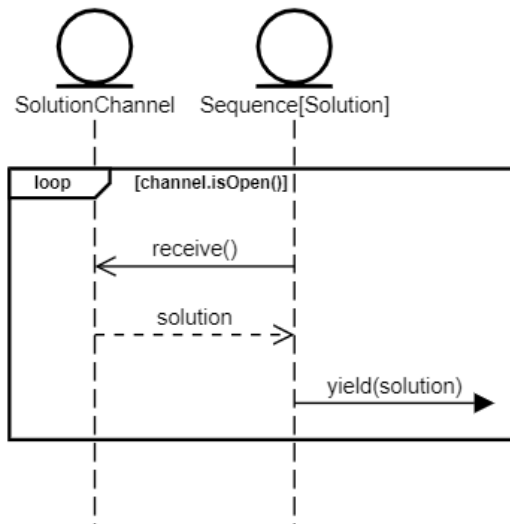 SolutionChannel
Sequence[Solution]
loop
[channel.isOpen()]
receive()
solution
yield(solution)